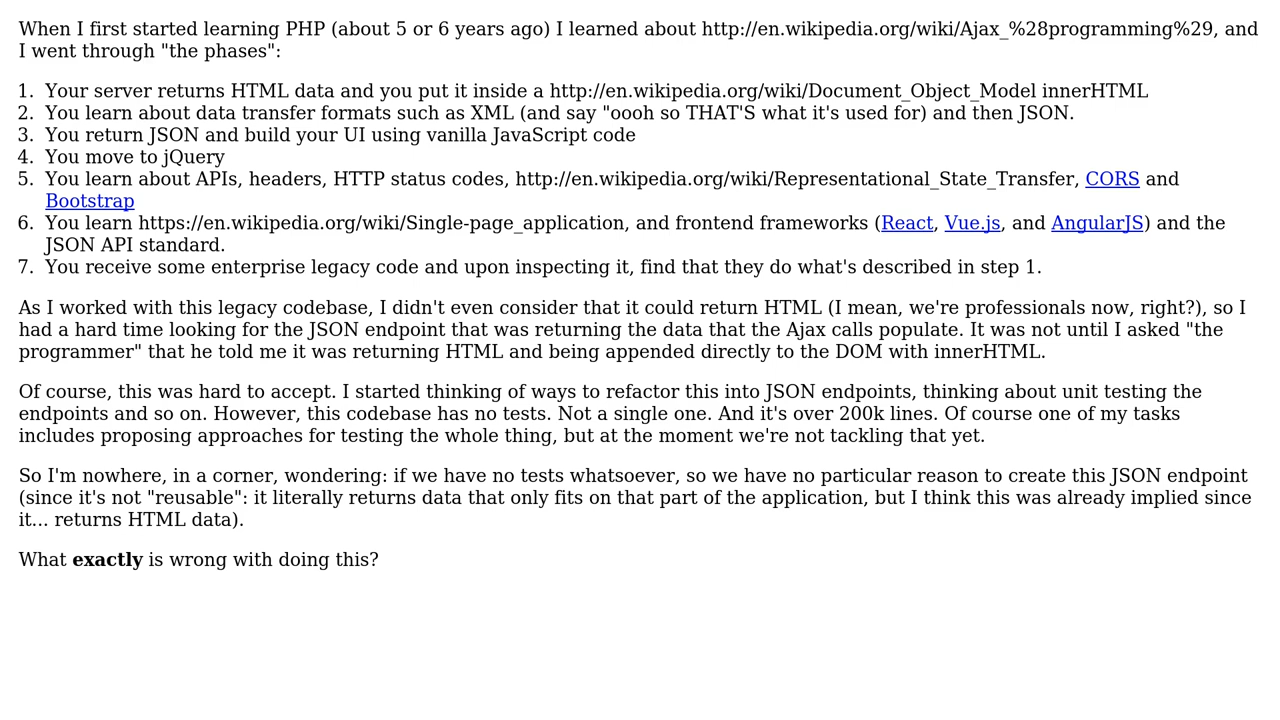 When I first started learning PHP (about 5 or 6 years ago) I learned about http://en.wikipedia.org/wiki/Ajax_%28programming%29, and
I went through "the phases":
1. Your server returns HTML data and you put it inside a http://en.wikipedia.org/wiki/Document_Object_Model innerHTML
2. You learn about data transfer formats such as XML (and say "oooh so THAT'S what it's used for) and then JSON.
3. You return JSON and build your UI using vanilla JavaScript code
4. You move to jQuery
5. You learn about APIs, headers, HTTP status codes, http://en.wikipedia.org/wiki/Representational_State_Transfer, CORS and
Bootstrap
6. You learn https://en.wikipedia.org/wiki/Single-page_application, and frontend frameworks (React, Vue.js, and AngularJS) and the
JSON API standard.
7. You receive some enterprise legacy code and upon inspecting it, find that they do what's described in step 1.
As I worked with this legacy codebase, I didn't even consider that it could return HTML (I mean, we're professionals now, right?), so I
had a hard time looking for the JSON endpoint that was returning the data that the Ajax calls populate. It was not until I asked "the
programmer" that he told me it was returning HTML and being appended directly to the DOM with innerHTML.
Of course, this was hard to accept. I started thinking of ways to refactor this into JSON endpoints, thinking about unit testing the
endpoints and so on. However, this codebase has no tests. Not a single one. And it's over 200k lines. Of course one of my tasks
includes proposing approaches for testing the whole thing, but at the moment we're not tackling that yet.
So I'm nowhere, in a corner, wondering: if we have no tests whatsoever, so we have no particular reason to create this JSON endpoint
(since it's not "reusable": it literally returns data that only fits on that part of the application, but I think this was already implied since
it... returns HTML data).
What exactly is wrong with doing this?